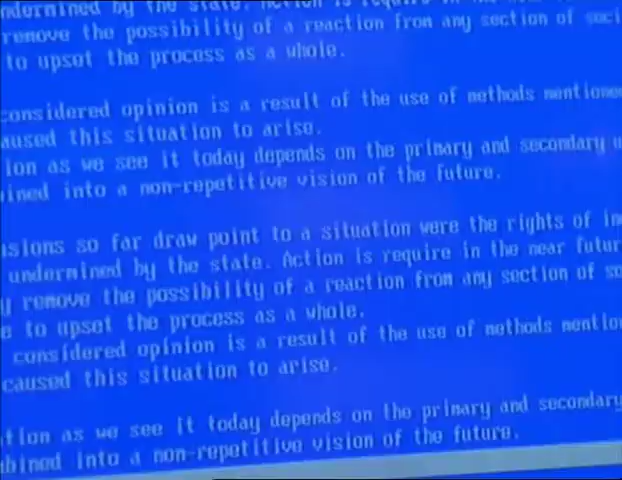 undermined by the state. Action is require in the near
remove the possibility of a reaction from any section of soci
to upset the process as a whole.
considered opinion is a result of the use of methods mentione
aused this situation to arise.
ion as we see it today depends on the primary and secondary u
ined into a non-repetitive vision of the future.
usions so far draw point to a situation were the rights of in
undermined by the state. Action is require in the near futur
y remove the possibility of a reaction from any section of so
e to upset the process as a whole.
considered opinion is a result of the use of methods mention
caused this situation to arise.
tion as we see it today depends on the primary and secondary
bined into a non-repetitive vision of the future.